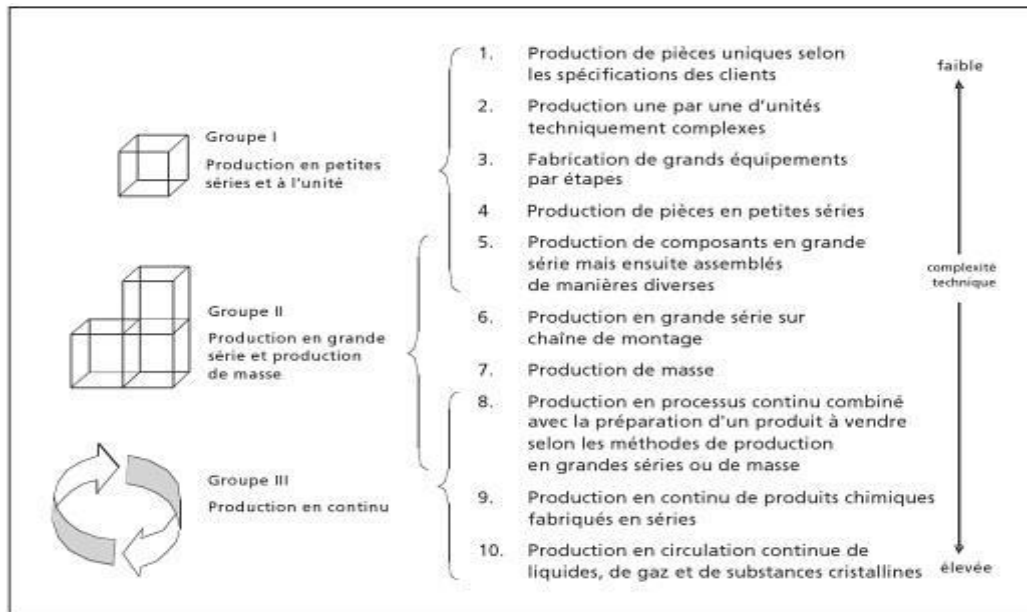 Groupe I
Production en petites
séries et à l'unité
Groupe II
Production en grande
série et production
de masse
Groupe III
Production en continu
1. Production de pièces uniques selon
les spécifications des clients
2. Production une par une d'unités
techniquement complexes
3. Fabrication de grands équipements
par étapes
4 Production de pièces en petites séries
5. Production de composants en grande
série mais ensuite assemblés
de manières diverses
6. Production en grande série sur
chaîne de montage
7. Production de masse
8. Production en processus continu combiné
avec la préparation d'un produit à vendre
selon les méthodes de production
en grandes séries ou de masse
9. Production en continu de produits chimiques
fabriqués en séries
10. Production en circulation continue de
liquides, de gaz et de substances cristallines
faible
complexité
technique
élevée